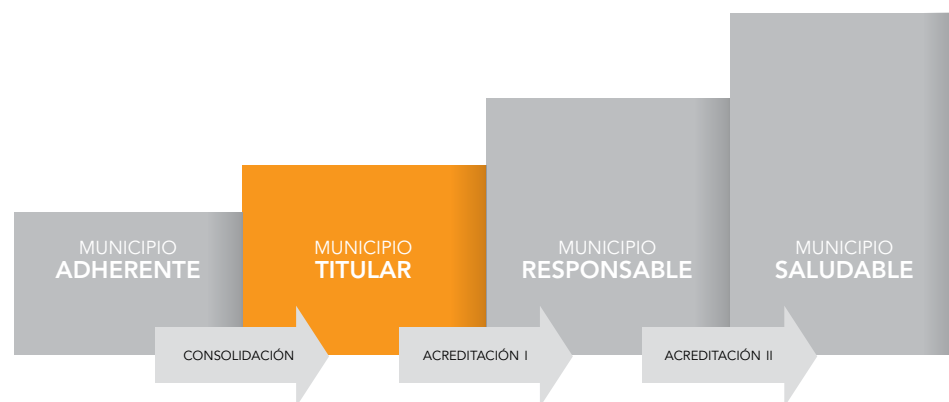 MUNICIPIO
ADHERENTE
MUNICIPIO
TITULAR
MUNICIPIO
RESPONSABLE
MUNICIPIO
SALUDABLE
CONSOLIDACIÓN
ACREDITACIÓN I
ACREDITACIÓN II